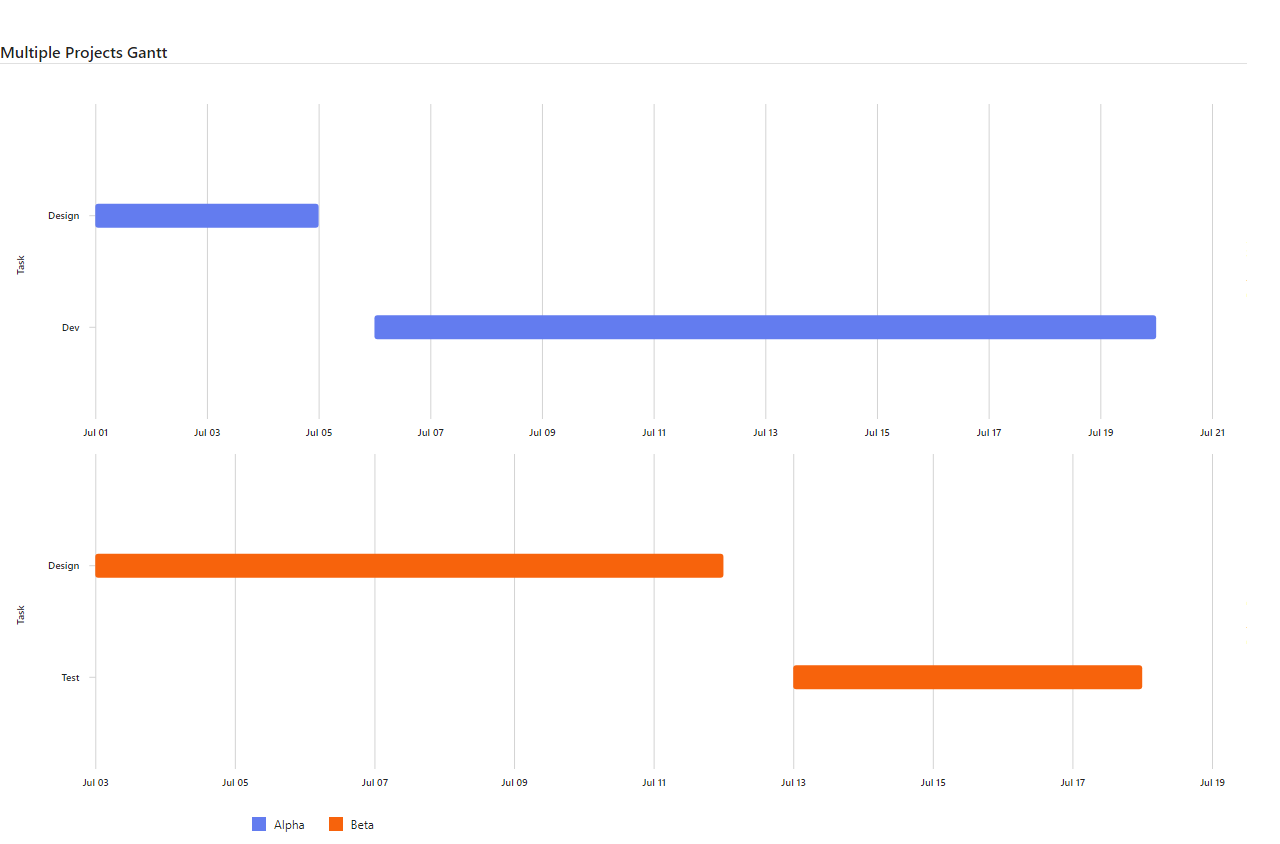 Multiple Projects Gantt
Design
Task
Dev
Jul 01 Jul 03 Jul 05 Jul 07 Jul 09 Jul 11 Jul 13 Jul 15 Jul 17 Jul 19 Jul 21
Design
Task
Test
Jul 03 Jul 05 Jul 07 Jul 09 Jul 11 Jul 13 Jul 15 Jul 17 Jul 19
Alpha Beta